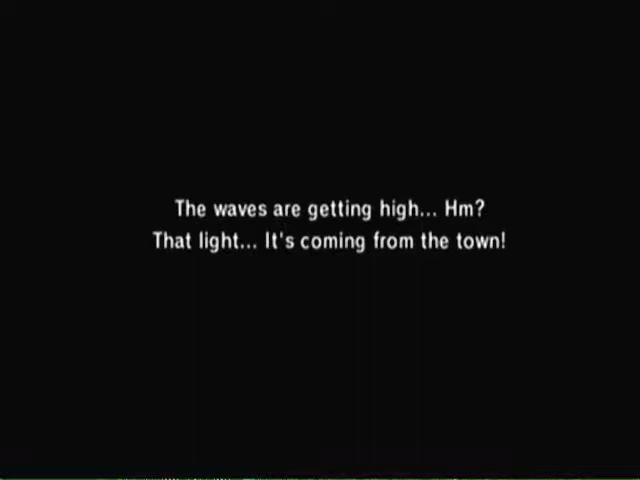 The waves are getting high... Hm?
That light... It's coming from the town!